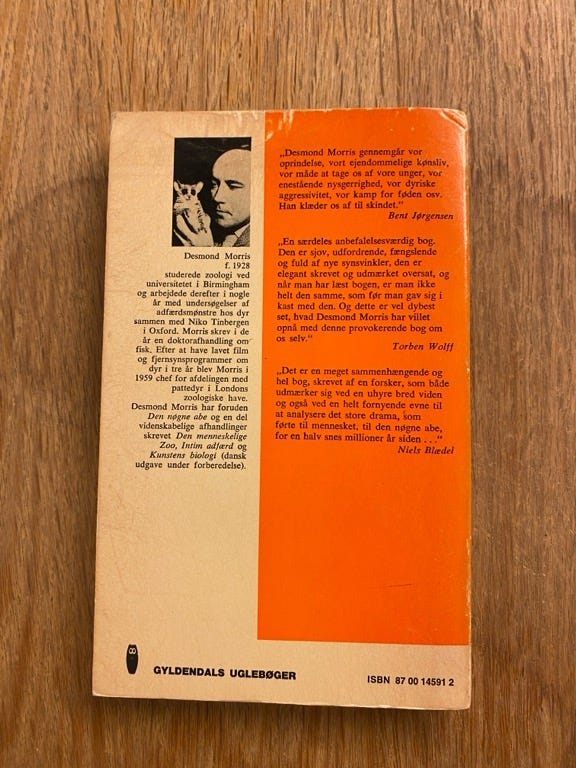 Desmond Morris
f. 1928
studerede zoologi ved
universitetet i Birmingham
og arbejdede derefter i nogle
år med undersøgelser af
adfærdsmønstre hos dyr
sammen med Niko Tinbergen
i Oxford. Morris skrev i de
år en doktorafhandling om
fisk. Efter at have lavet film
og fjernsynsprogrammer om
dyr i tre år blev Morris i
1959 chef for afdelingen med
pattedyr i Londons
zoologiske have.
Desmond Morris har foruden
Den nøgne abe og en del
videnskabelige afhandlinger
skrevet Den menneskelige
Zoo, Intim adfærd og
Kunstens biologi (dansk
udgave under forberedelse).
„Desmond Morris gennemgår vor
oprindelse, vort ejendommelige kønsliv,
vor måde at tage os af vore unger, vor
enestående nysgerrighed, vor dyriske
aggressivitet, vor kamp for føden osv.
Han klæder os af til skindet.“
Bent Jørgensen
„En særdeles anbefalelsesværdig bog.
Den er sjov, udfordrende, fængslende
og fuld af nye synsvinkler, den er
elegant skrevet og udmærket oversat, og
når man har læst bogen, er man ikke
helt den samme, som før man gav sig i
kast med den. Og dette er vel dybest
set, hvad Desmond Morris har villet
opnå med denne provokerende bog om
os selv.“
Torben Wolff
„Det er en meget sammenhængende og
hel bog, skrevet af en forsker, som både
udmærker sig ved en uhyre bred viden
og også ved en helt fornyende evne til
at analysere det store drama, som
førte til mennesket, til den nøgne abe,
for en halv snes millioner år siden . . .“
Niels Blædel
8
GYLDENDALS UGLEBØGER
ISBN 87 00 14591 2